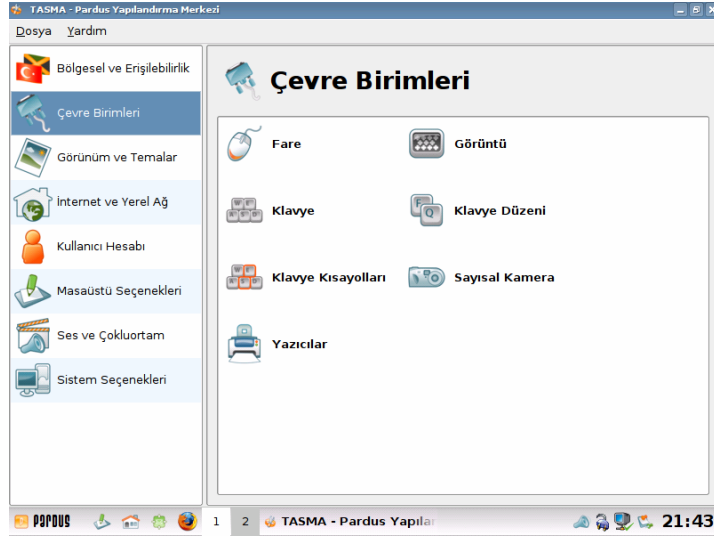 TASMA - Pardus Yapılandırma Merkezi
Dosya Yardım
Bölgesel ve Erişilebilirlik
Çevre Birimleri
Görünüm ve Temalar
İnternet ve Yerel Ağ
Kullanıcı Hesabı
Masaüstü Seçenekleri
Ses ve Çokluortam
Sistem Seçenekleri
Çevre Birimleri
Fare
Görüntü
Klavye
Klavye Düzeni
Klavye Kısayolları
Sayısal Kamera
Yazıcılar
PARDUS 1 2 TASMA - Pardus Yapılar 21:43